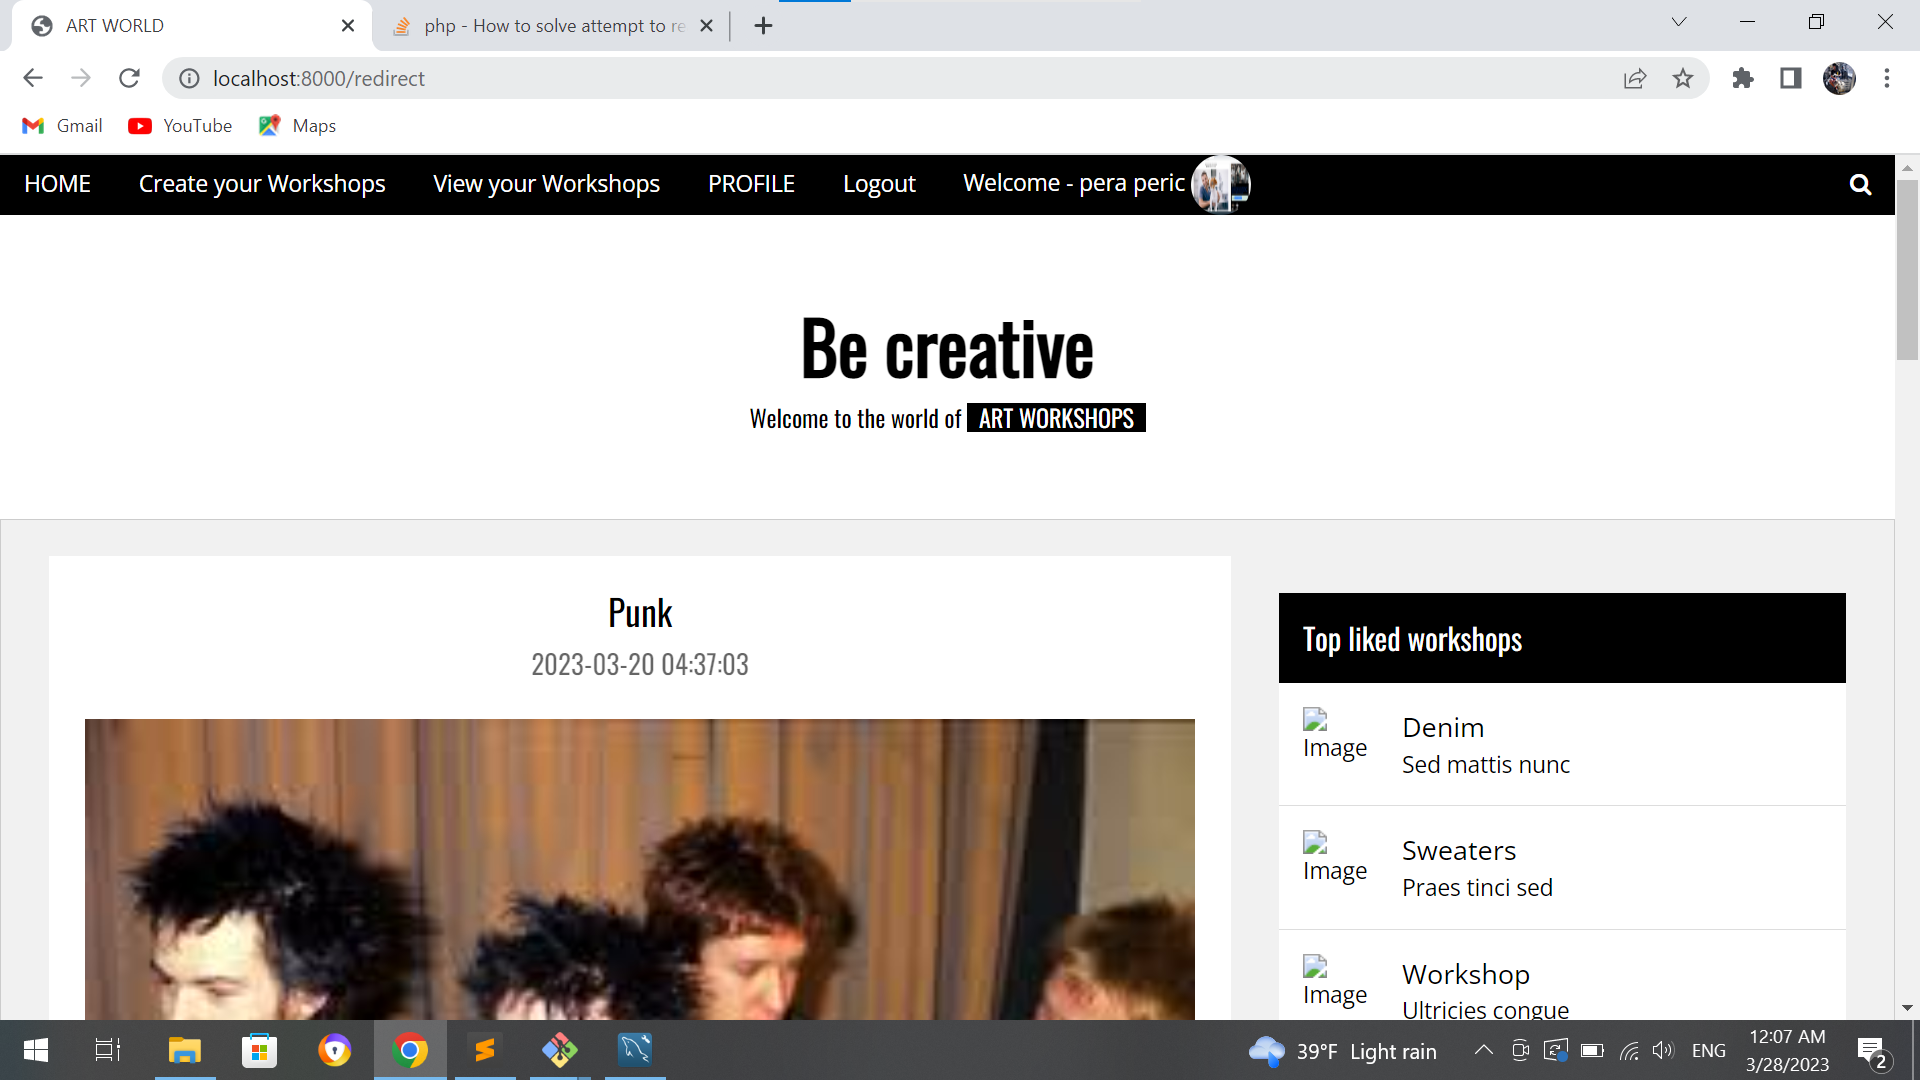 ART WORLD
php - How to solve attempt to re
localhost:8000/redirect
Gmail YouTube Maps
HOME Create your Workshops View your Workshops PROFILE Logout Welcome - pera peric
Be creative
Welcome to the world of ART WORKSHOPS
Punk
2023-03-20 04:37:03
Top liked workshops
Image
Denim
Sed mattis nunc
Image
Sweaters
Praes tinci sed
Image
Workshop
Ultricies congue
39°F Light rain
ENG
12:07 AM
3/28/2023
2